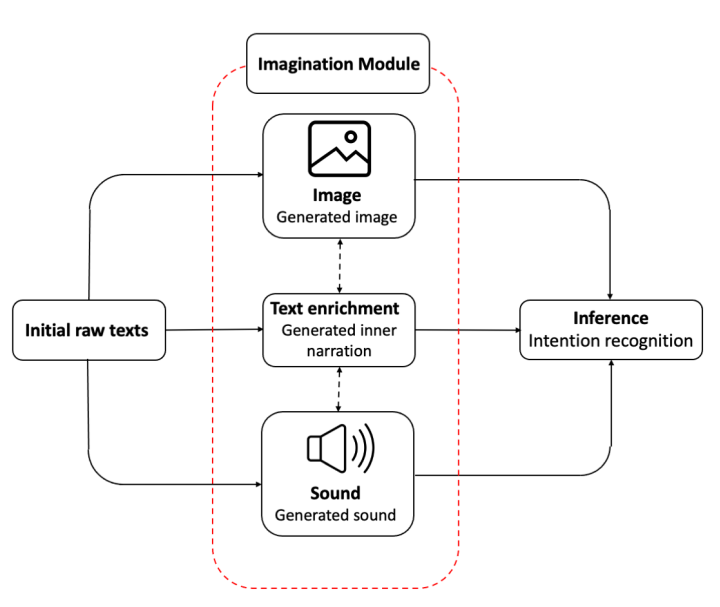 Imagination Module
Image
Generated image
Initial raw texts
Text enrichment
Generated inner
narration
Inference
Intention recognition
Sound
Generated sound